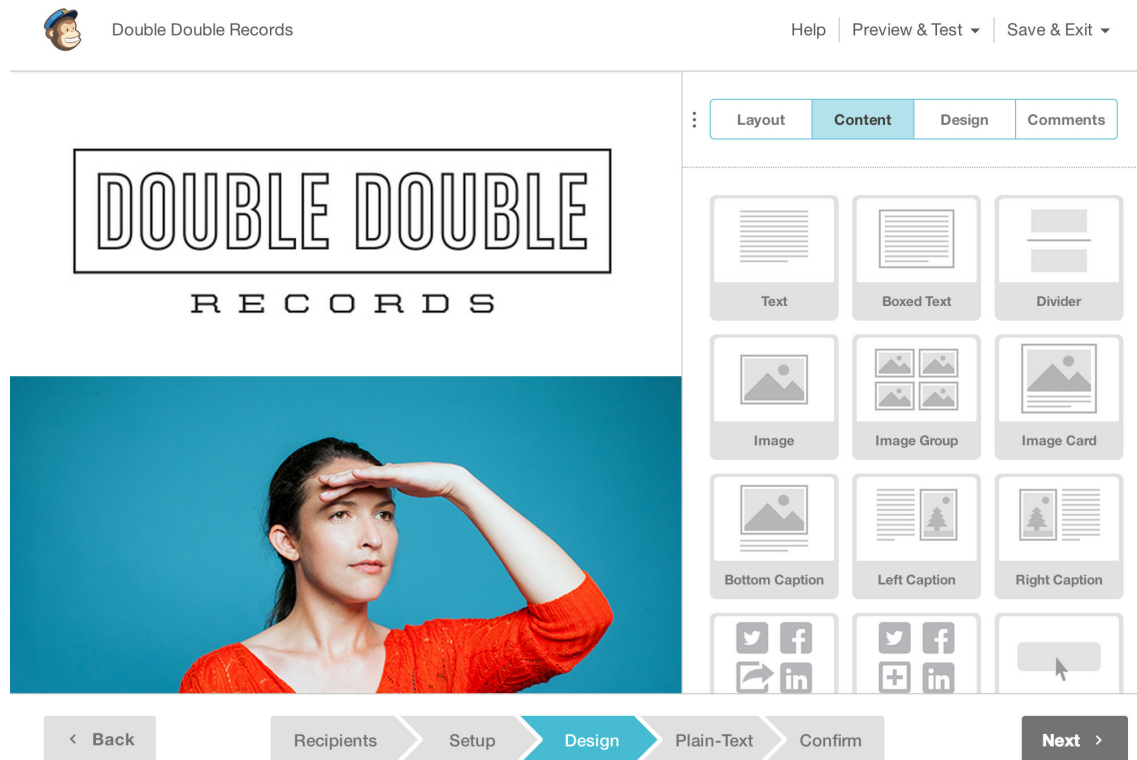 Double Double Records
Help
Preview & Test
Save & Exit
DOUBLE DOUBLE
RECORDS
Layout
Content
Design
Comments
Text
Boxed Text
Divider
Image
Image Group
Image Card
Bottom Caption
Left Caption
Right Caption
Back
Recipients
Setup
Design
Plain-Text
Confirm
Next